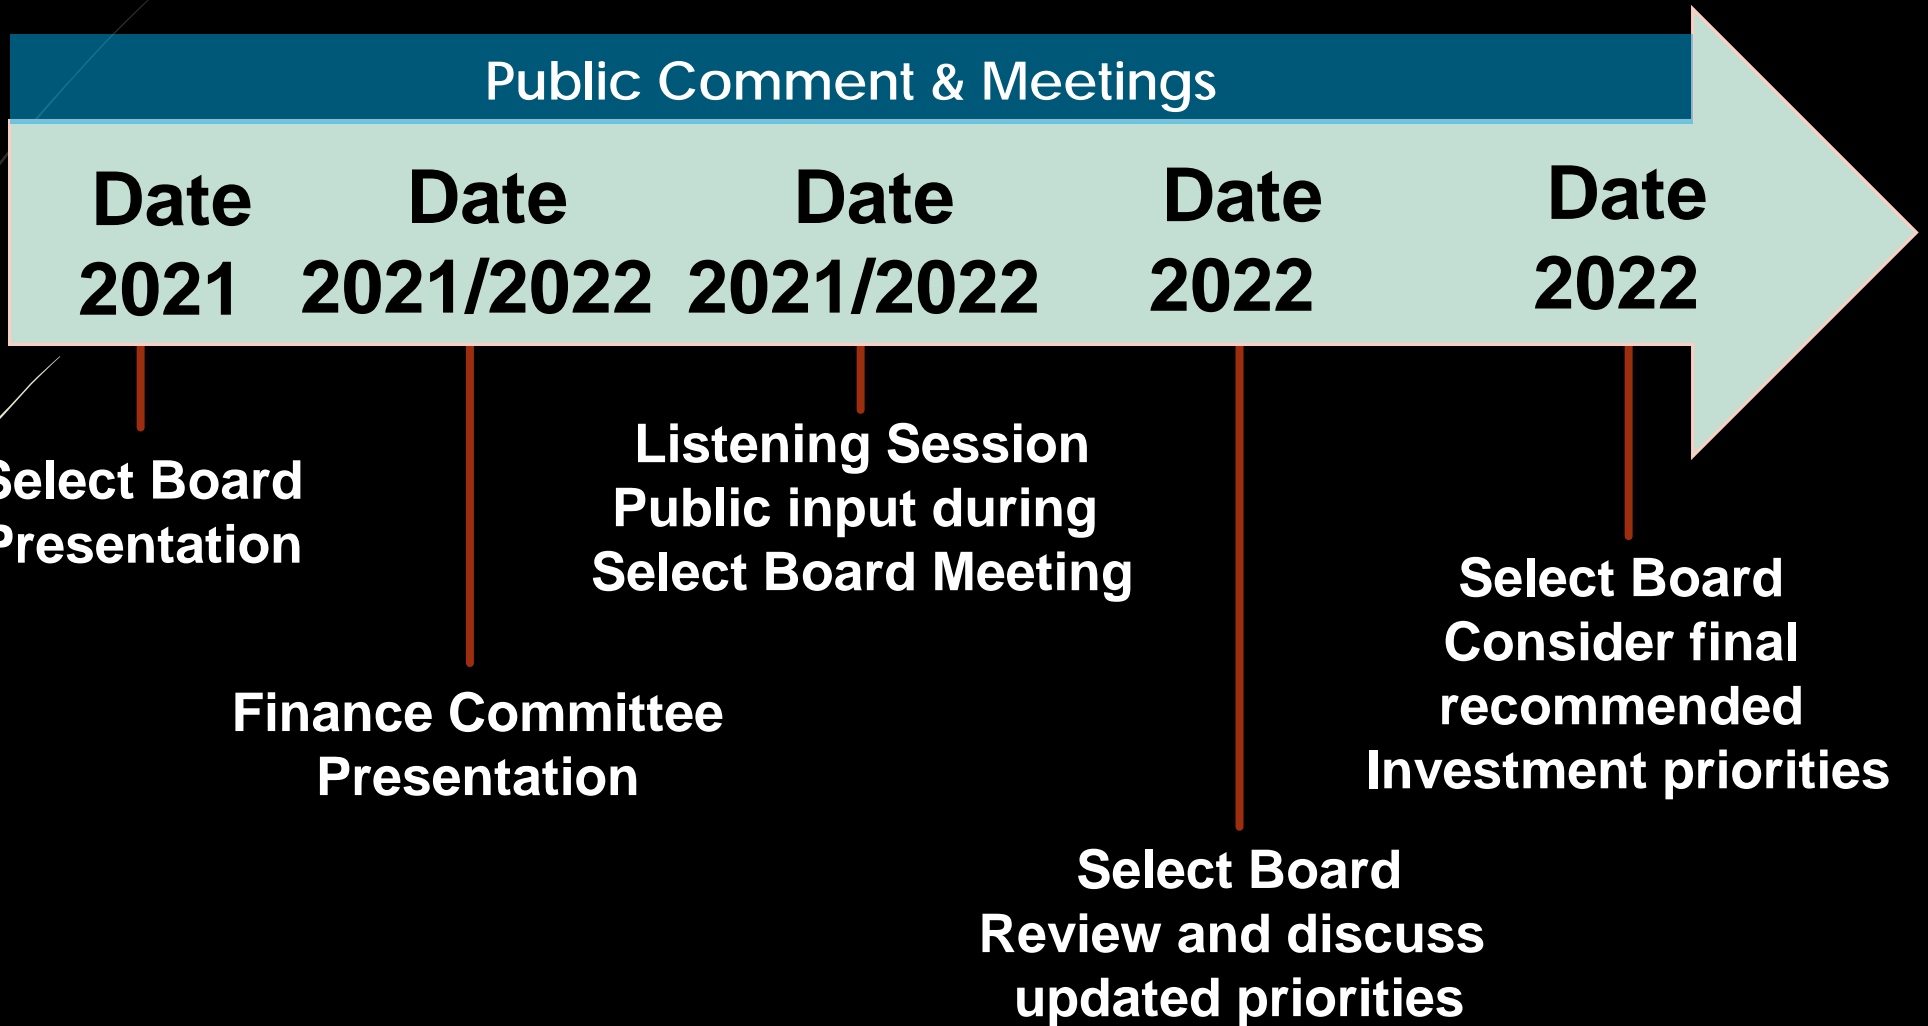 Public Comment & Meetings
Date
2021
Date
2021/2022
Date
2021/2022
Date
2022
Date
2022
Select Board
Presentation
Finance Committee
Presentation
Listening Session
Public input during
Select Board Meeting
Select Board
Review and discuss
updated priorities
Select Board
Consider final
recommended
Investment priorities